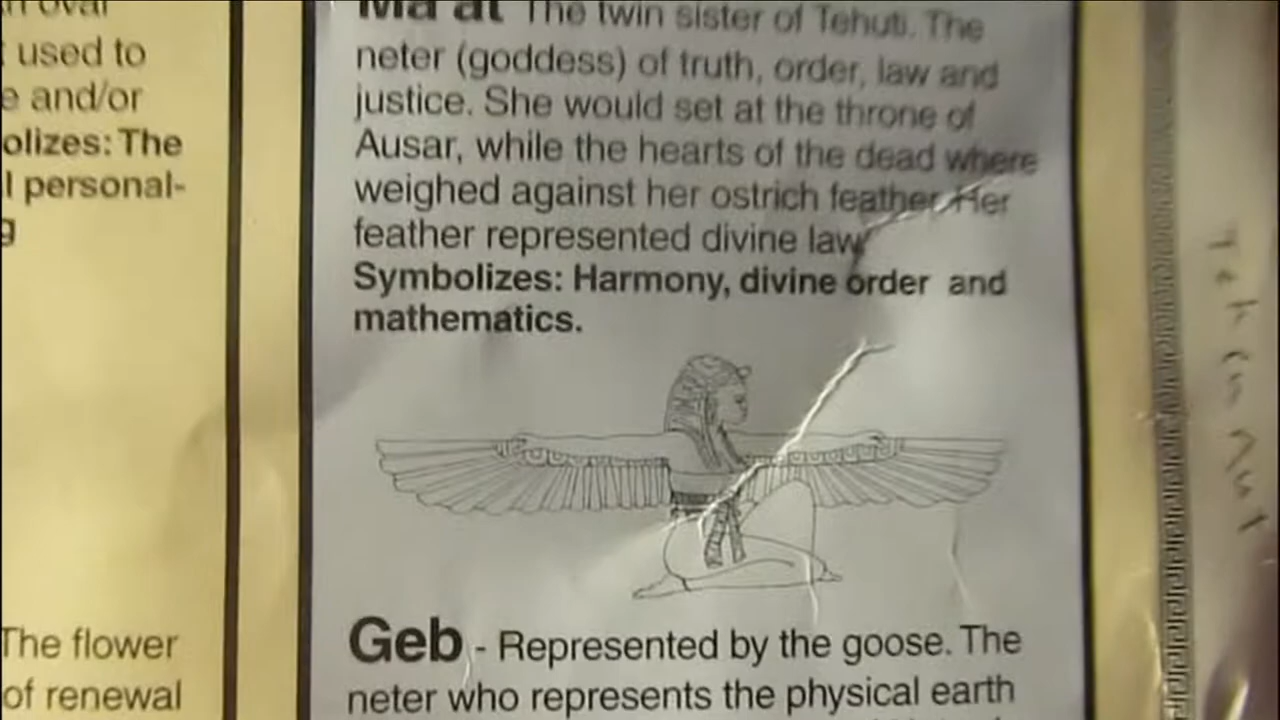 used to
e and/or
olizes: The
l personal-
g
The flower
of renewal
Ma'at The twin sister of Tehuti. The
neter (goddess) of truth, order, law and
justice. She would set at the throne of
Ausar, while the hearts of the dead where
weighed against her ostrich feather. Her
feather represented divine law.
Symbolizes: Harmony, divine order and
mathematics.
Geb - Represented by the goose. The
neter who represents the physical earth